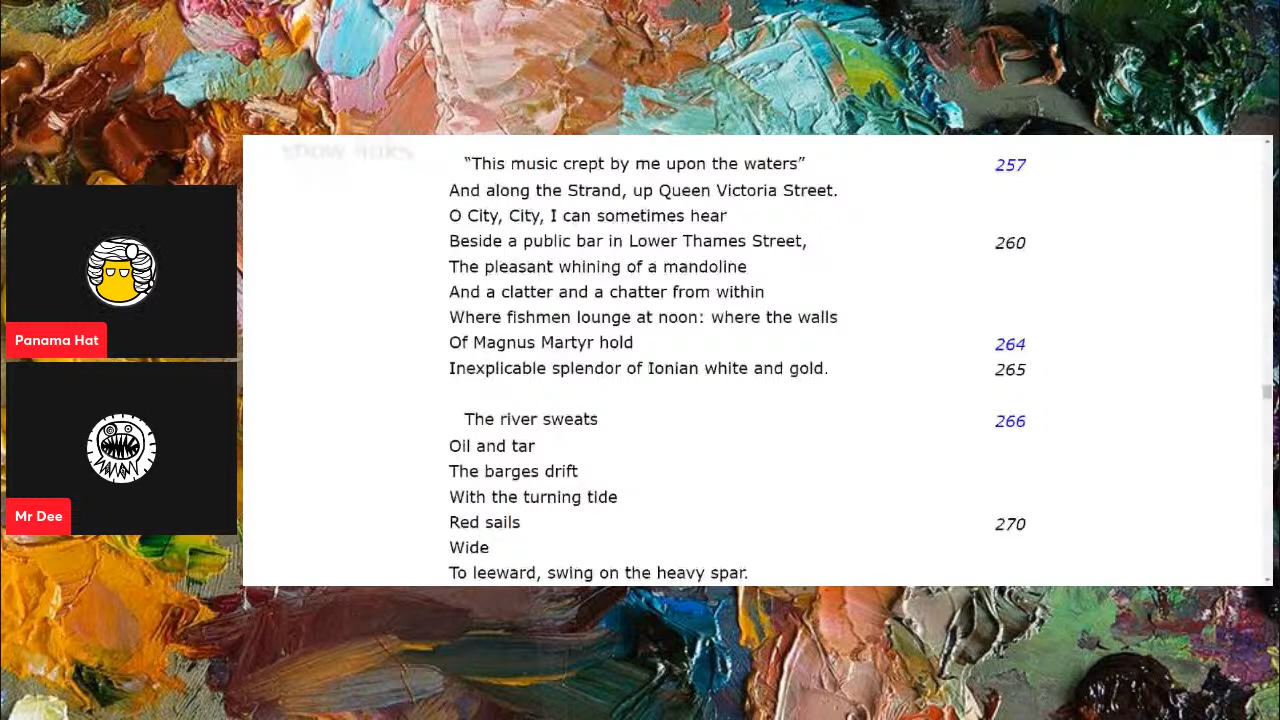 show links
“This music crept by me upon the waters” 257
And along the Strand, up Queen Victoria Street.
O City, City, I can sometimes hear
Beside a public bar in Lower Thames Street, 260
The pleasant whining of a mandoline
And a clatter and a chatter from within
Where fishmen lounge at noon: where the walls
Of Magnus Martyr hold 264
Inexplicable splendor of Ionian white and gold. 265
The river sweats 266
Oil and tar
The barges drift
With the turning tide
Red sails 270
Wide
To leeward, swing on the heavy spar.
Panama Hat
Mr Dee